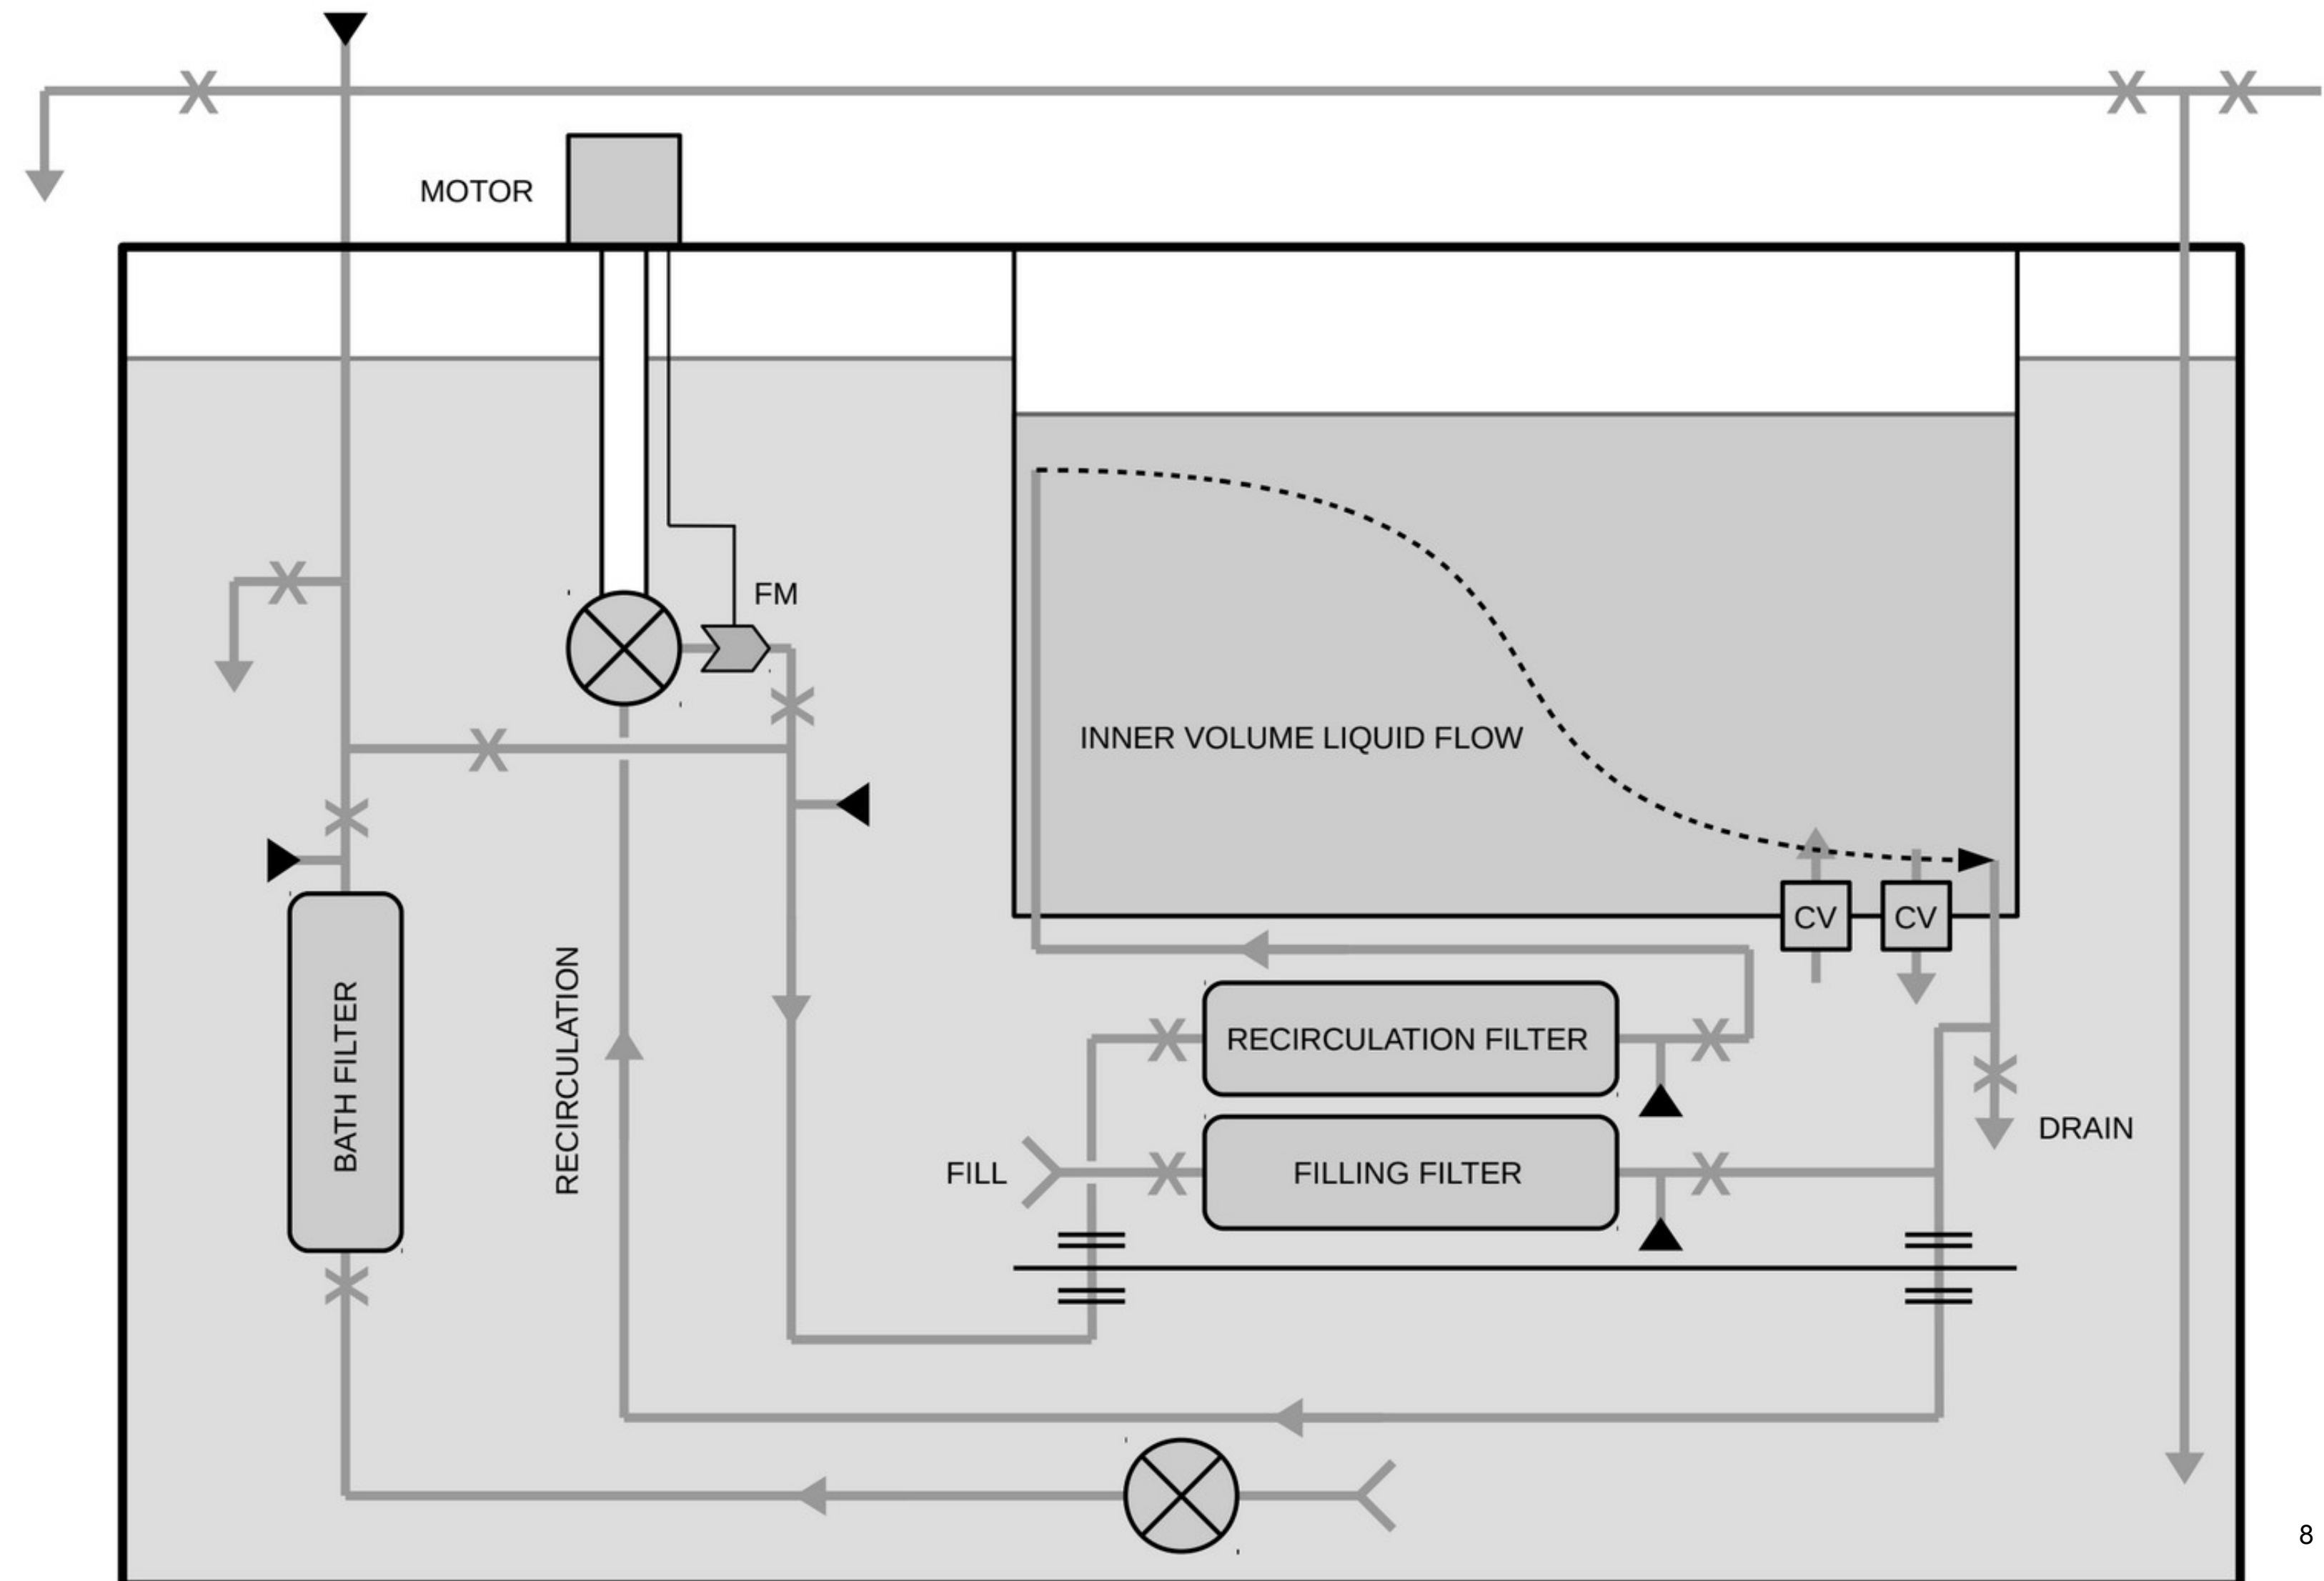 MOTOR
FM
INNER VOLUME LIQUID FLOW
CV
CV
BATH FILTER
RECIRCULATION
RECIRCULATION FILTER
FILL
FILLING FILTER
DRAIN
8